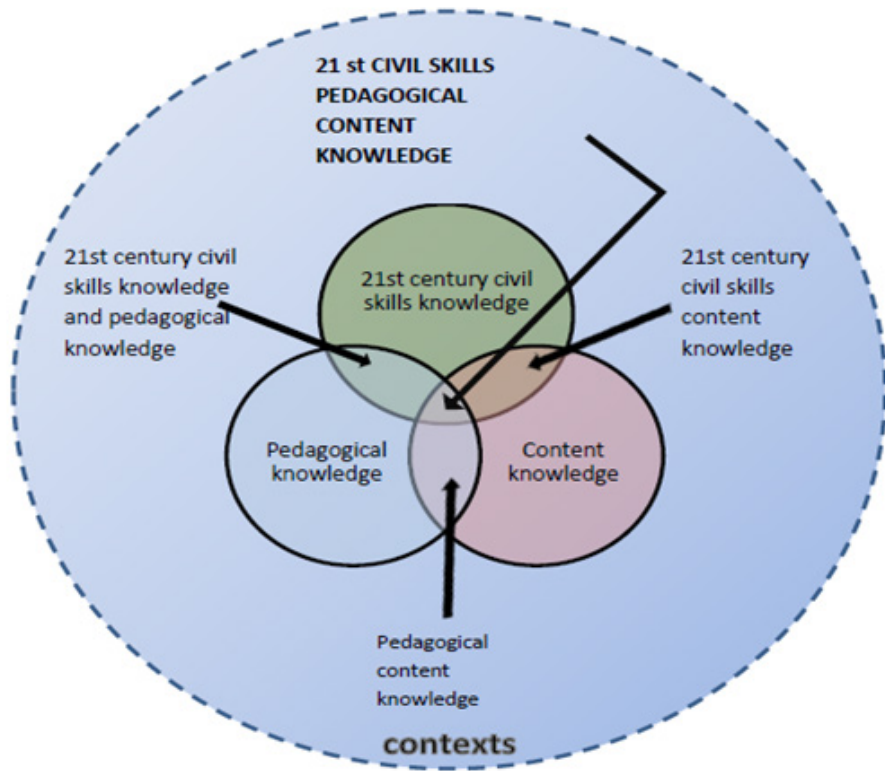 21 st CIVIL SKILLS
PEDAGOGICAL
CONTENT
KNOWLEDGE
21st century civil
skills knowledge
and pedagogical
knowledge
21st century civil
skills knowledge
21st century
civil skills
content
knowledge
Pedagogical
knowledge
Content
knowledge
Pedagogical
content
knowledge
contexts